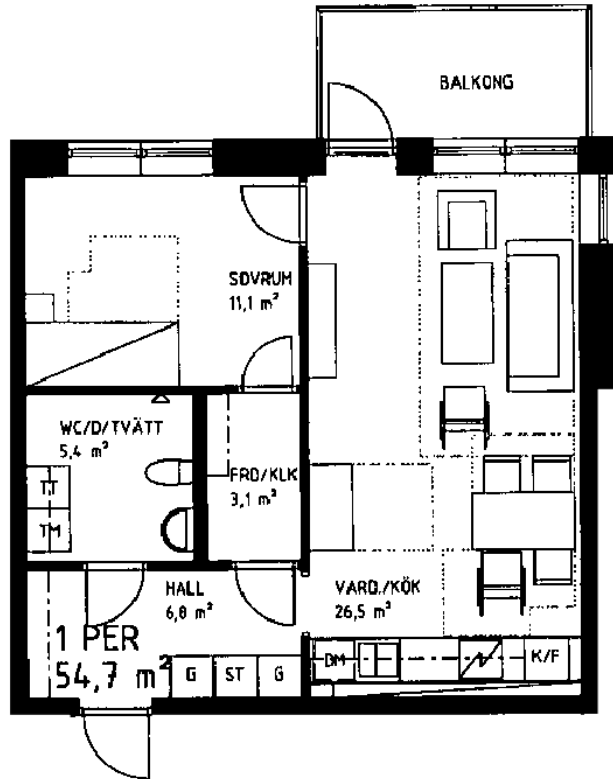 BALKONG
SOVRUM
11,1 m²
WC/D/TVÄTT
5,4 m²
TT
TM
FRD/KLK
3,1 m²
HALL
6,8 m²
VARD./KÖK
26,5 m²
1 PER
54,7 m²
G
ST
G
DM
K/F